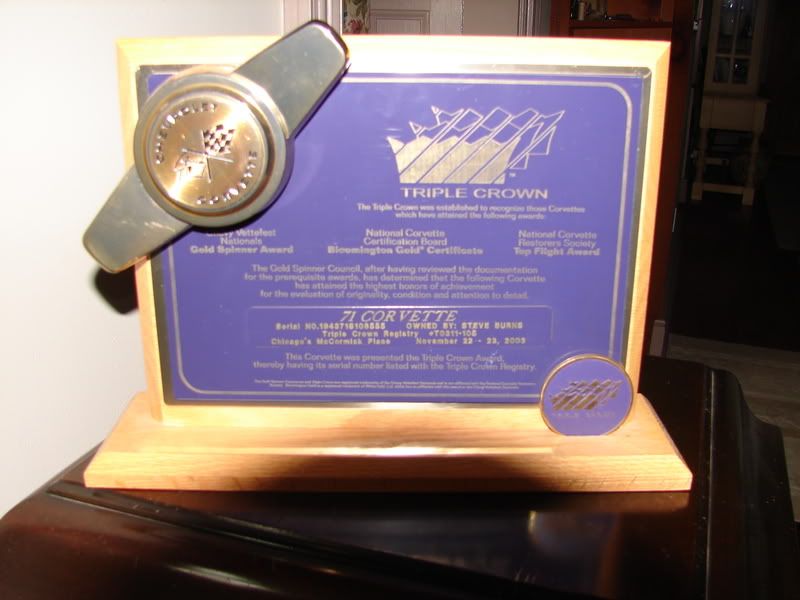 CHEVROLET
CORVETTE
TRIPLE CROWN
The Triple Crown was established to recognize those Corvettes
which have attained the following awards:
Vettefest
Nationals
Gold Spinner Award
National Corvette
Certification Board
Bloomington Gold® Certificate
National Corvette
Restorers Society
Top Flight Award
The Gold Spinner Council, after having reviewed the documentation
for the prerequisite awards, has determined that the following Corvette
has attained the highest honors of achievement
for the evaluation of originality, condition and attention to detail.
71 CORVETTE
Serial NO.194371S109555 OWNED BY: STEVE BURNS
Triple Crown Registry #T0311-105
Chicago's McCormick Place November 22 - 23, 2003
This Corvette was presented the Triple Crown Award,
thereby having its serial number listed with the Triple Crown Registry.